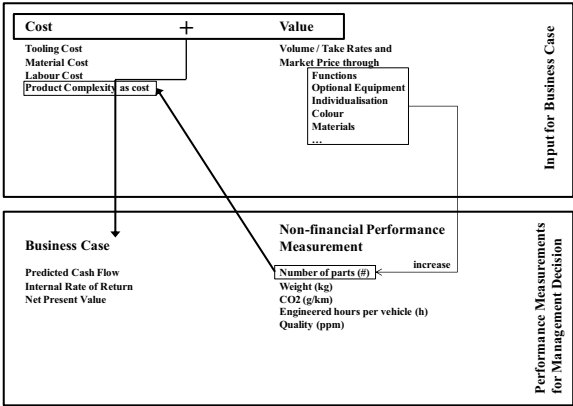 Cost + Value
Tooling Cost
Material Cost
Labour Cost
Product Complexity as cost
Volume / Take Rates and
Market Price through
Functions
Optional Equipment
Individualisation
Colour
Materials
…
Input for Business Case
Business Case
Predicted Cash Flow
Internal Rate of Return
Net Present Value
Non-financial Performance
Measurement
increase
Number of parts (#)
Weight (kg)
CO2 (g/km)
Engineered hours per vehicle (h)
Quality (ppm)
Performance Measurements
for Management Decision